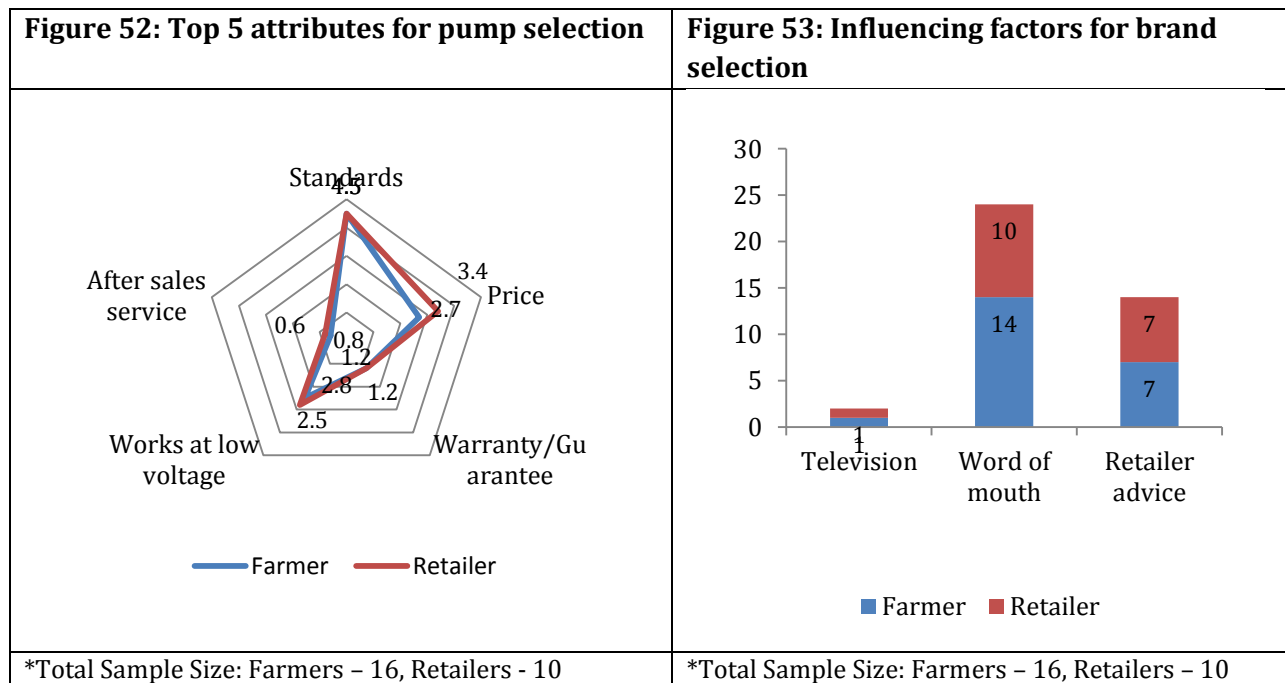 Figure 52: Top 5 attributes for pump selection
Standards
4.5
3.4
Price
2.7
After sales
service
0.6
0.8
1.2
1.2
2.8
2.5
Works at low
voltage
Warranty/Gu
arantee
Farmer
Retailer
*Total Sample Size: Farmers – 16, Retailers - 10
Figure 53: Influencing factors for brand
selection
30
25
20
15
10
5
0
1
1
10
14
7
7
Television
Word of
mouth
Retailer
advice
Farmer
Retailer
*Total Sample Size: Farmers – 16, Retailers – 10